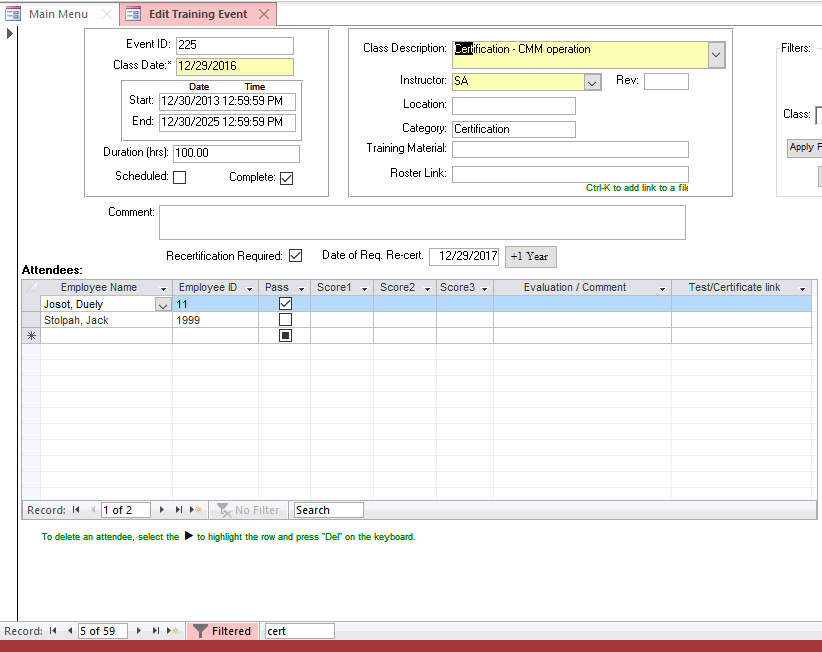 Main Menu
Edit Training Event
Event ID: 225
Class Date:* 12/29/2016
Date Time
Start: 12/30/2013 12:59:59 PM
End: 12/30/2025 12:59:59 PM
Duration (hrs): 100.00
Scheduled: Complete:
Class Description: Certification - CMM operation
Instructor: SA Rev:
Location:
Category: Certification
Training Material:
Roster Link:
Ctrl-K to add link to a file
Filters:
Class:
Apply F
Comment:
Recertification Required: Date of Req. Re-cert. 12/29/2017 +1 Year
Attendees:
Employee Name Employee ID Pass Score1 Score2 Score3 Evaluation / Comment Test/Certificate link
Josot, Duely 11
Stolpah, Jack 1999
Record: 1 of 2 No Filter Search
To delete an attendee, select the ▶ to highlight the row and press "Del" on the keyboard.
Record: 5 of 59 Filtered cert